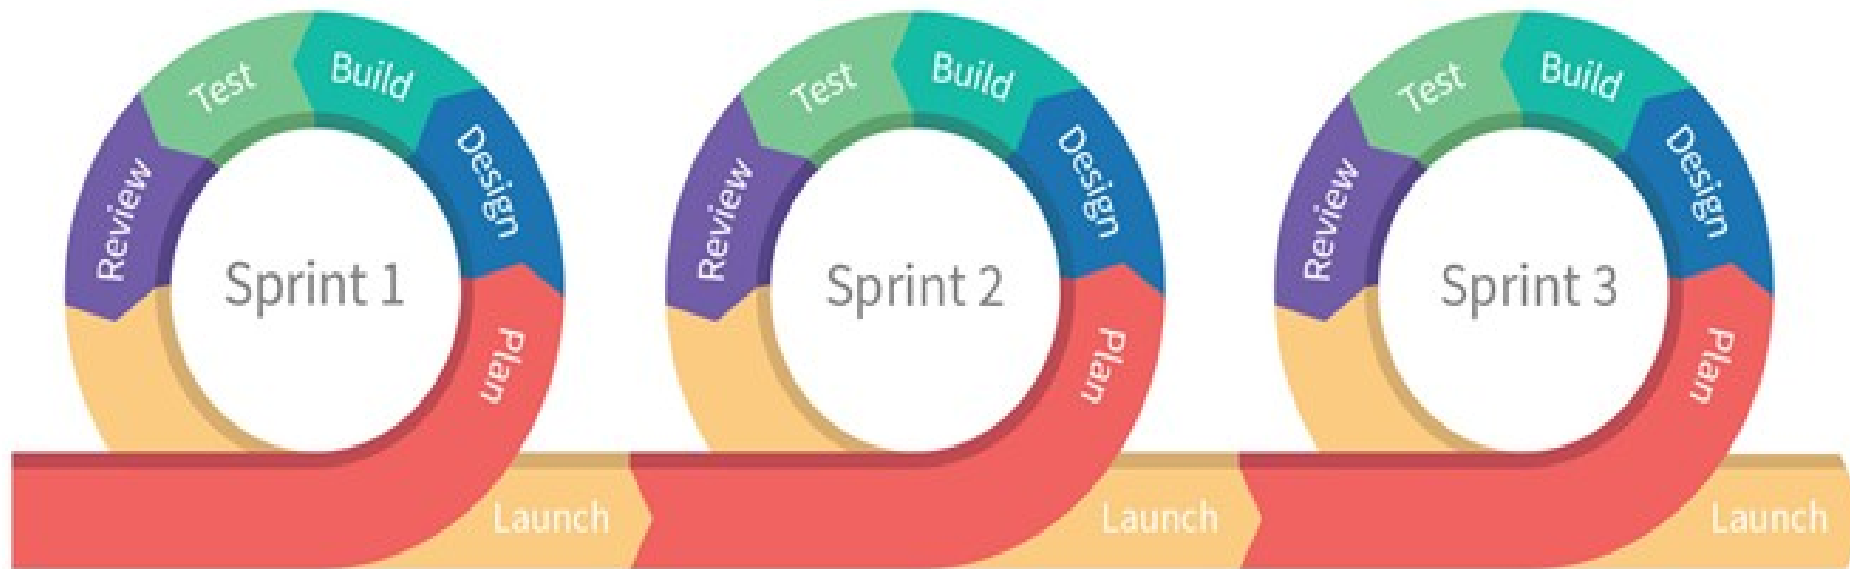 Sprint 1
Plan
Design
Build
Test
Review
Launch
Sprint 2
Plan
Design
Build
Test
Review
Launch
Sprint 3
Plan
Design
Build
Test
Review
Launch